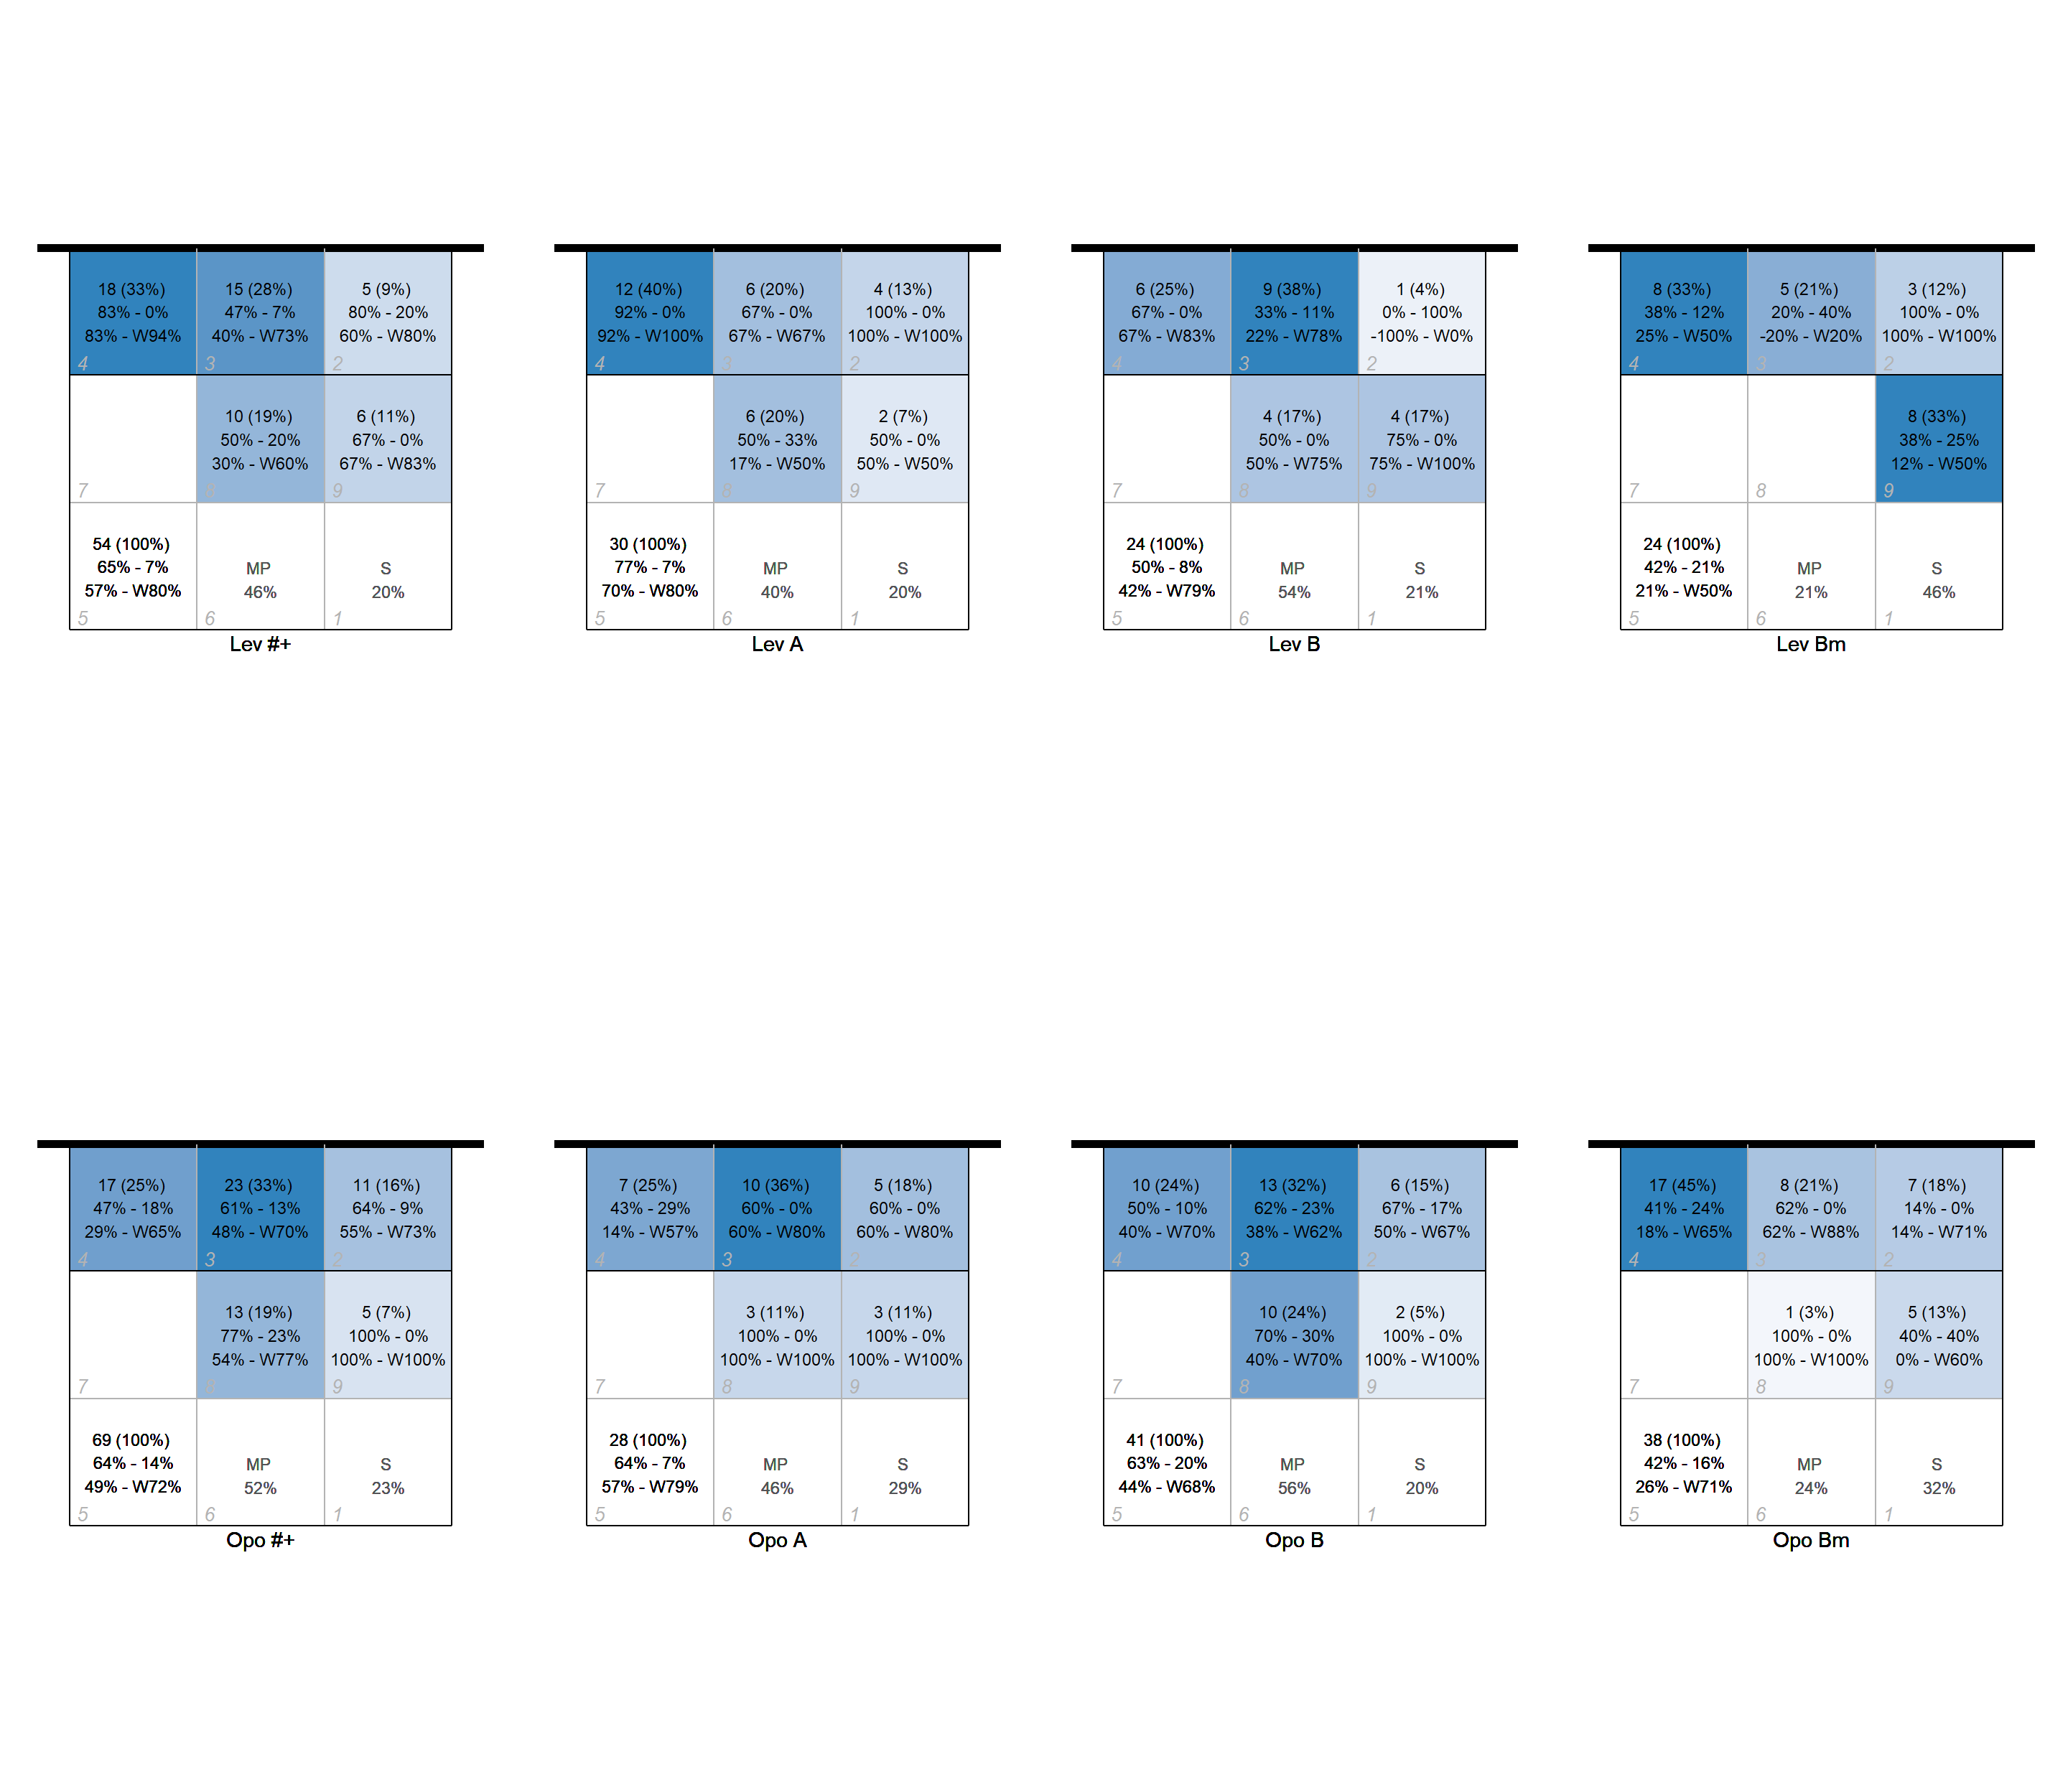 18 (33%)
83% - 0%
83% - W94%
4
15 (28%)
47% - 7%
40% - W73%
3
5 (9%)
80% - 20%
60% - W80%
2
7
10 (19%)
50% - 20%
30% - W60%
8
6 (11%)
67% - 0%
67% - W83%
9
54 (100%)
65% - 7%
57% - W80%
5
MP
46%
6
S
20%
1
Lev #+
12 (40%)
92% - 0%
92% - W100%
4
6 (20%)
67% - 0%
67% - W67%
3
4 (13%)
100% - 0%
100% - W100%
2
7
6 (20%)
50% - 33%
17% - W50%
8
2 (7%)
50% - 0%
50% - W50%
9
30 (100%)
77% - 7%
70% - W80%
5
MP
40%
6
S
20%
1
Lev A
6 (25%)
67% - 0%
67% - W83%
4
9 (38%)
33% - 11%
22% - W78%
3
1 (4%)
0% - 100%
-100% - W0%
2
7
4 (17%)
50% - 0%
50% - W75%
8
4 (17%)
75% - 0%
75% - W100%
9
24 (100%)
50% - 8%
42% - W79%
5
MP
54%
6
S
21%
1
Lev B
8 (33%)
38% - 12%
25% - W50%
4
5 (21%)
20% - 40%
-20% - W20%
3
3 (12%)
100% - 0%
100% - W100%
2
7
8
8 (33%)
38% - 25%
12% - W50%
9
24 (100%)
42% - 21%
21% - W50%
5
MP
21%
6
S
46%
1
Lev Bm
17 (25%)
47% - 18%
29% - W65%
4
23 (33%)
61% - 13%
48% - W70%
3
11 (16%)
64% - 9%
55% - W73%
2
7
13 (19%)
77% - 23%
54% - W77%
8
5 (7%)
100% - 0%
100% - W100%
9
69 (100%)
64% - 14%
49% - W72%
5
MP
52%
6
S
23%
1
Opo #+
7 (25%)
43% - 29%
14% - W57%
4
10 (36%)
60% - 0%
60% - W80%
3
5 (18%)
60% - 0%
60% - W80%
2
7
3 (11%)
100% - 0%
100% - W100%
8
3 (11%)
100% - 0%
100% - W100%
9
28 (100%)
64% - 7%
57% - W79%
5
MP
46%
6
S
29%
1
Opo A
10 (24%)
50% - 10%
40% - W70%
4
13 (32%)
62% - 23%
38% - W62%
3
6 (15%)
67% - 17%
50% - W67%
2
7
10 (24%)
70% - 30%
40% - W70%
8
2 (5%)
100% - 0%
100% - W100%
9
41 (100%)
63% - 20%
44% - W68%
5
MP
56%
6
S
20%
1
Opo B
17 (45%)
41% - 24%
18% - W65%
4
8 (21%)
62% - 0%
62% - W88%
3
7 (18%)
14% - 0%
14% - W71%
2
7
1 (3%)
100% - 0%
100% - W100%
8
5 (13%)
40% - 40%
0% - W60%
9
38 (100%)
42% - 16%
26% - W71%
5
MP
24%
6
S
32%
1
Opo Bm